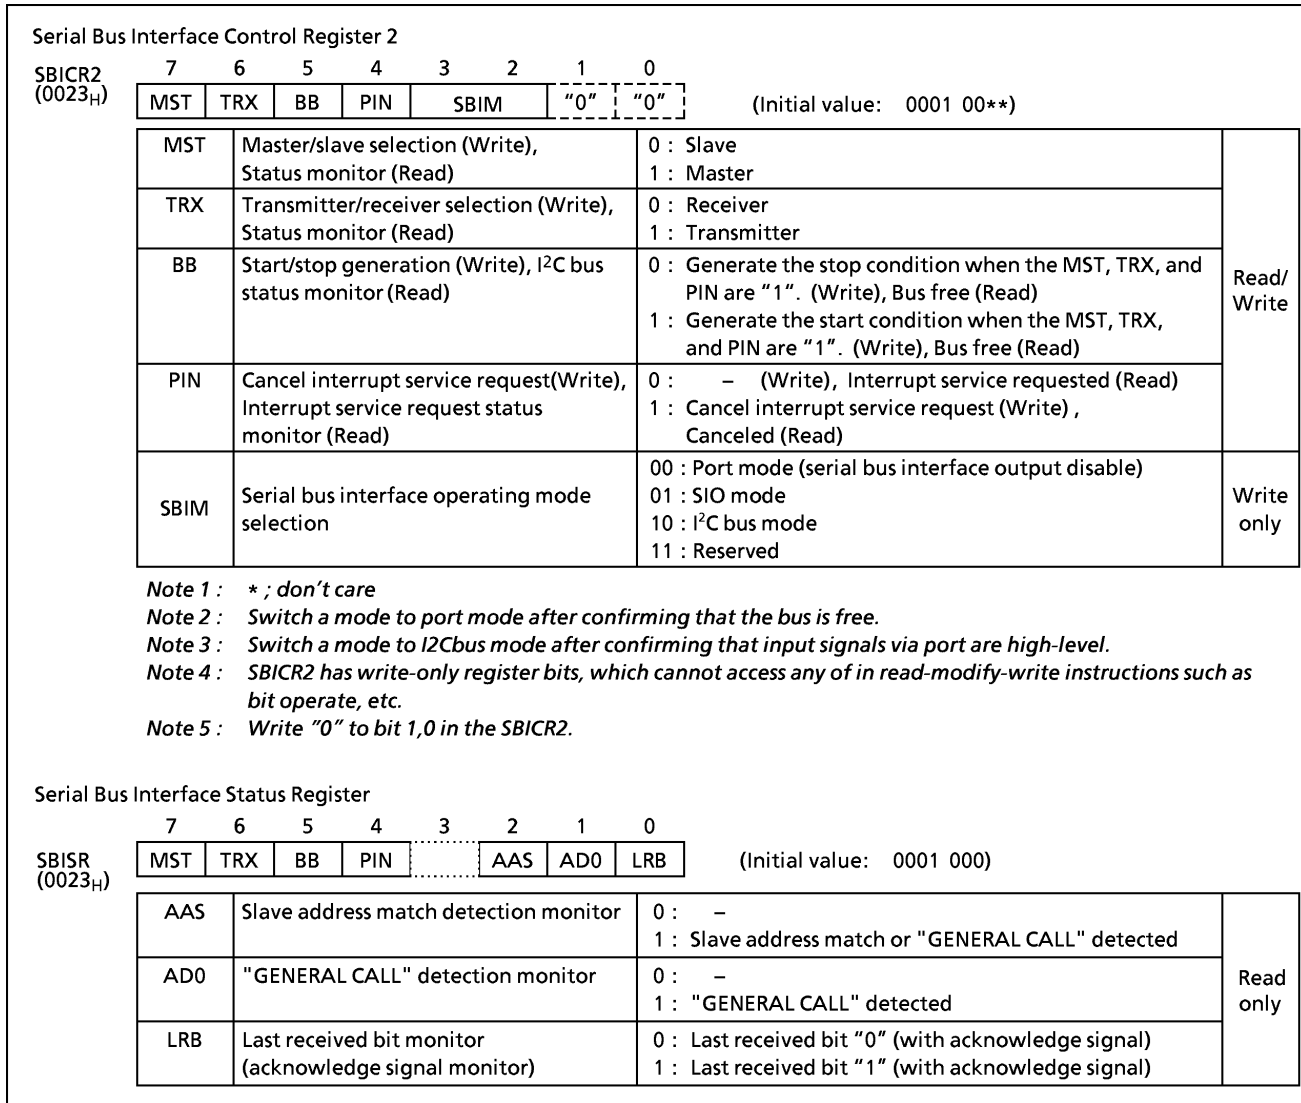 Serial Bus Interface Control Register 2
7 6 5 4 3 2 1 0
SBICR2
(0023H)
MST TRX BB PIN SBIM "0" "0" (Initial value: 0001 00**)
MST Master/slave selection (Write), 0 : Slave
Status monitor (Read) 1 : Master
TRX Transmitter/receiver selection (Write), 0 : Receiver
Status monitor (Read) 1 : Transmitter
BB Start/stop generation (Write), I2C bus 0 : Generate the stop condition when the MST, TRX, and
status monitor (Read) PIN are "1". (Write), Bus free (Read)
1 : Generate the start condition when the MST, TRX,
and PIN are "1". (Write), Bus free (Read)
Read/
Write
PIN Cancel interrupt service request(Write), 0 : – (Write), Interrupt service requested (Read)
Interrupt service request status 1 : Cancel interrupt service request (Write) ,
monitor (Read) Canceled (Read)
SBIM Serial bus interface operating mode
selection
00 : Port mode (serial bus interface output disable)
01 : SIO mode
10 : I2C bus mode
11 : Reserved
Write
only
Note 1 : * ; don't care
Note 2 : Switch a mode to port mode after confirming that the bus is free.
Note 3 : Switch a mode to I2Cbus mode after confirming that input signals via port are high-level.
Note 4 : SBICR2 has write-only register bits, which cannot access any of in read-modify-write instructions such as
bit operate, etc.
Note 5 : Write "0" to bit 1,0 in the SBICR2.
Serial Bus Interface Status Register
7 6 5 4 3 2 1 0
SBISR
(0023H)
MST TRX BB PIN AAS AD0 LRB (Initial value: 0001 000)
AAS Slave address match detection monitor 0 : –
1 : Slave address match or "GENERAL CALL" detected
AD0 "GENERAL CALL" detection monitor 0 : –
1 : "GENERAL CALL" detected
Read
only
LRB Last received bit monitor 0 : Last received bit "0" (with acknowledge signal)
(acknowledge signal monitor) 1 : Last received bit "1" (with acknowledge signal)